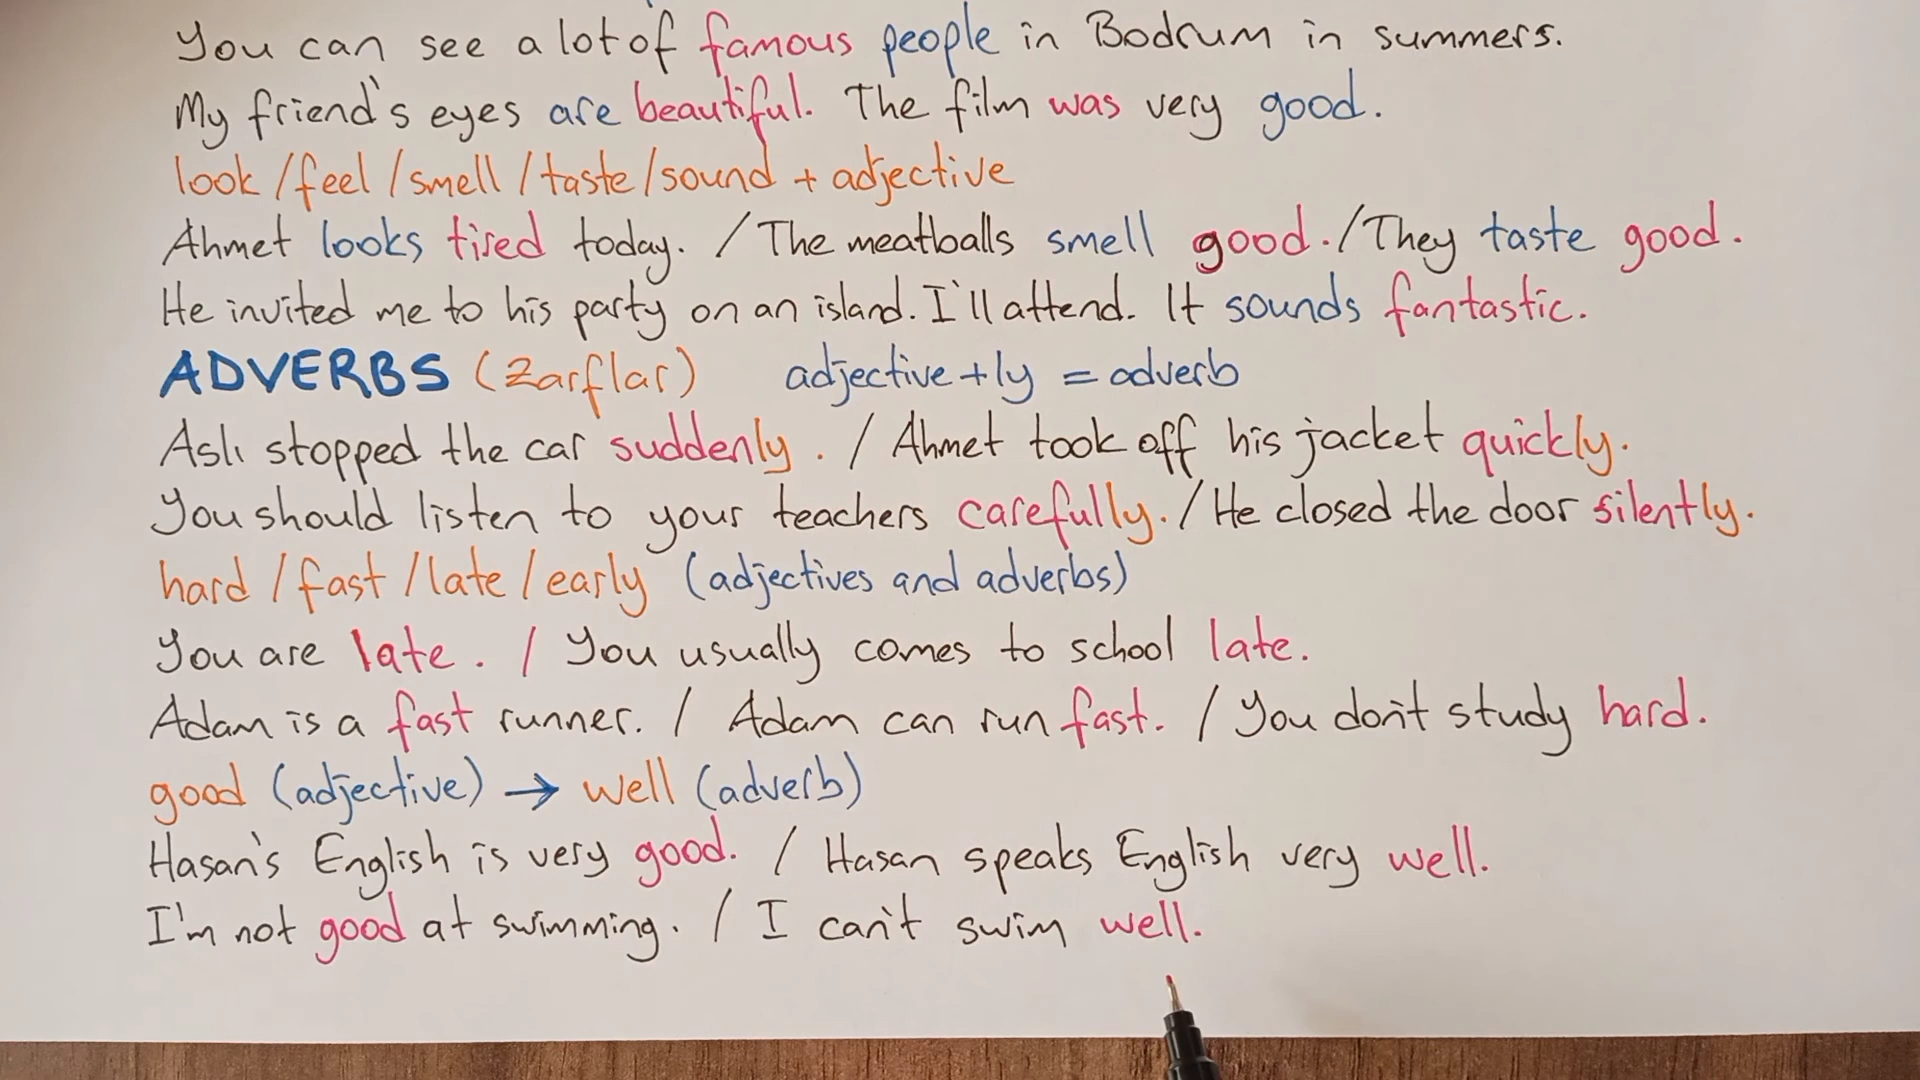 You can see a lot of famous people in Bodrum in summers.
My friend's eyes are beautiful. The film was very good.
look / feel / smell / taste / sound + adjective
Ahmet looks tired today. / The meatballs smell good. / They taste good.
He invited me to his party on an island. I'll attend. It sounds fantastic.
ADVERBS (Zarflar) adjective + ly = adverb
Aslı stopped the car suddenly. / Ahmet took off his jacket quickly.
You should listen to your teachers carefully. / He closed the door silently.
hard / fast / late / early (adjectives and adverbs)
You are late. / You usually comes to school late.
Adam is a fast runner. / Adam can run fast. / You don't study hard.
good (adjective) → well (adverb)
Hasan's English is very good. / Hasan speaks English very well.
I'm not good at swimming. / I can't swim well.